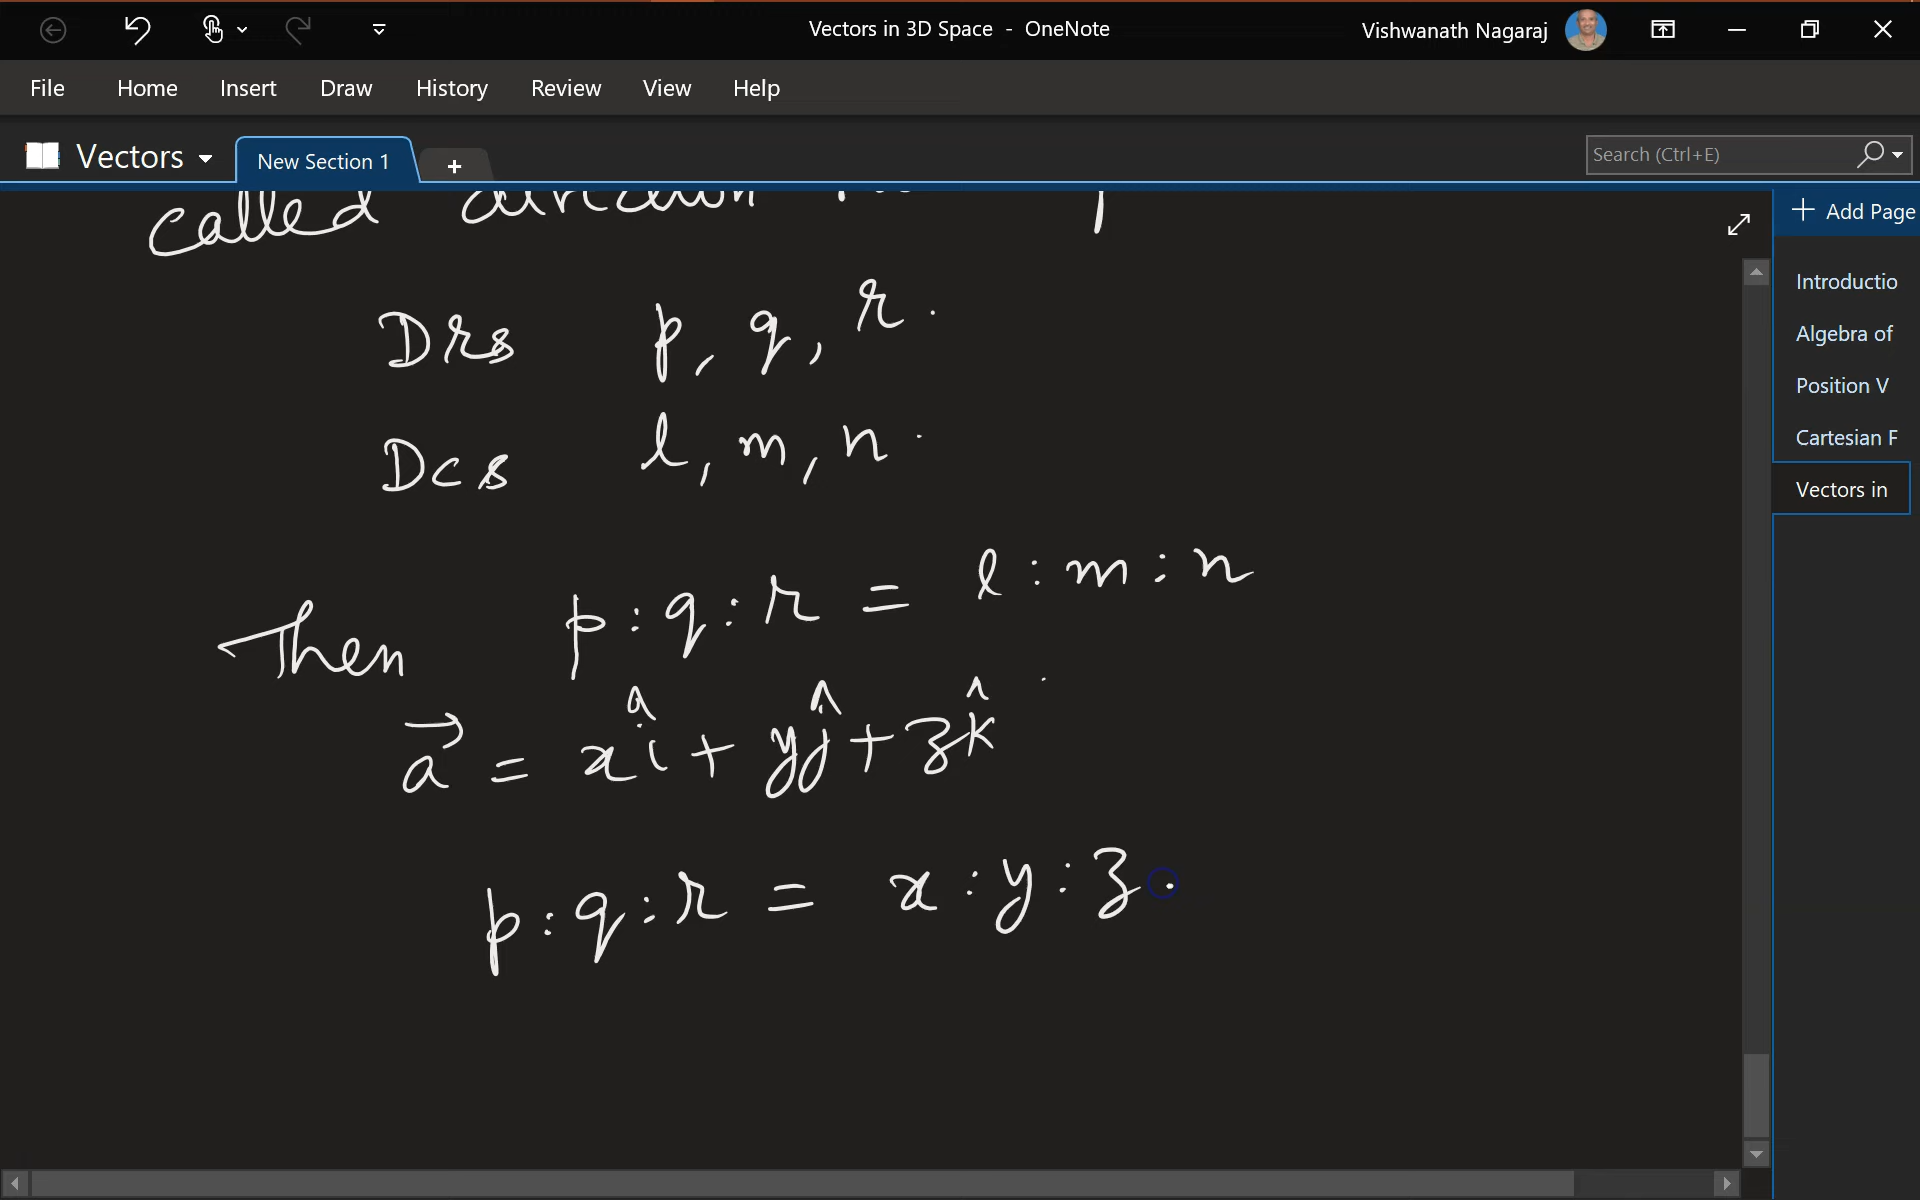 Vectors in 3D Space - OneNote
Vishwanath Nagaraj
File Home Insert Draw History Review View Help
Vectors
New Section 1
+
Search (Ctrl+E)
+ Add Page
Introductio
Algebra of
Position V
Cartesian F
Vectors in
called direction
Drs p, q, r.
Dcs l, m, n.
Then p : q : r = l : m : n
a⃗ = xî + yĵ + zk̂
p : q : r = x : y : z.